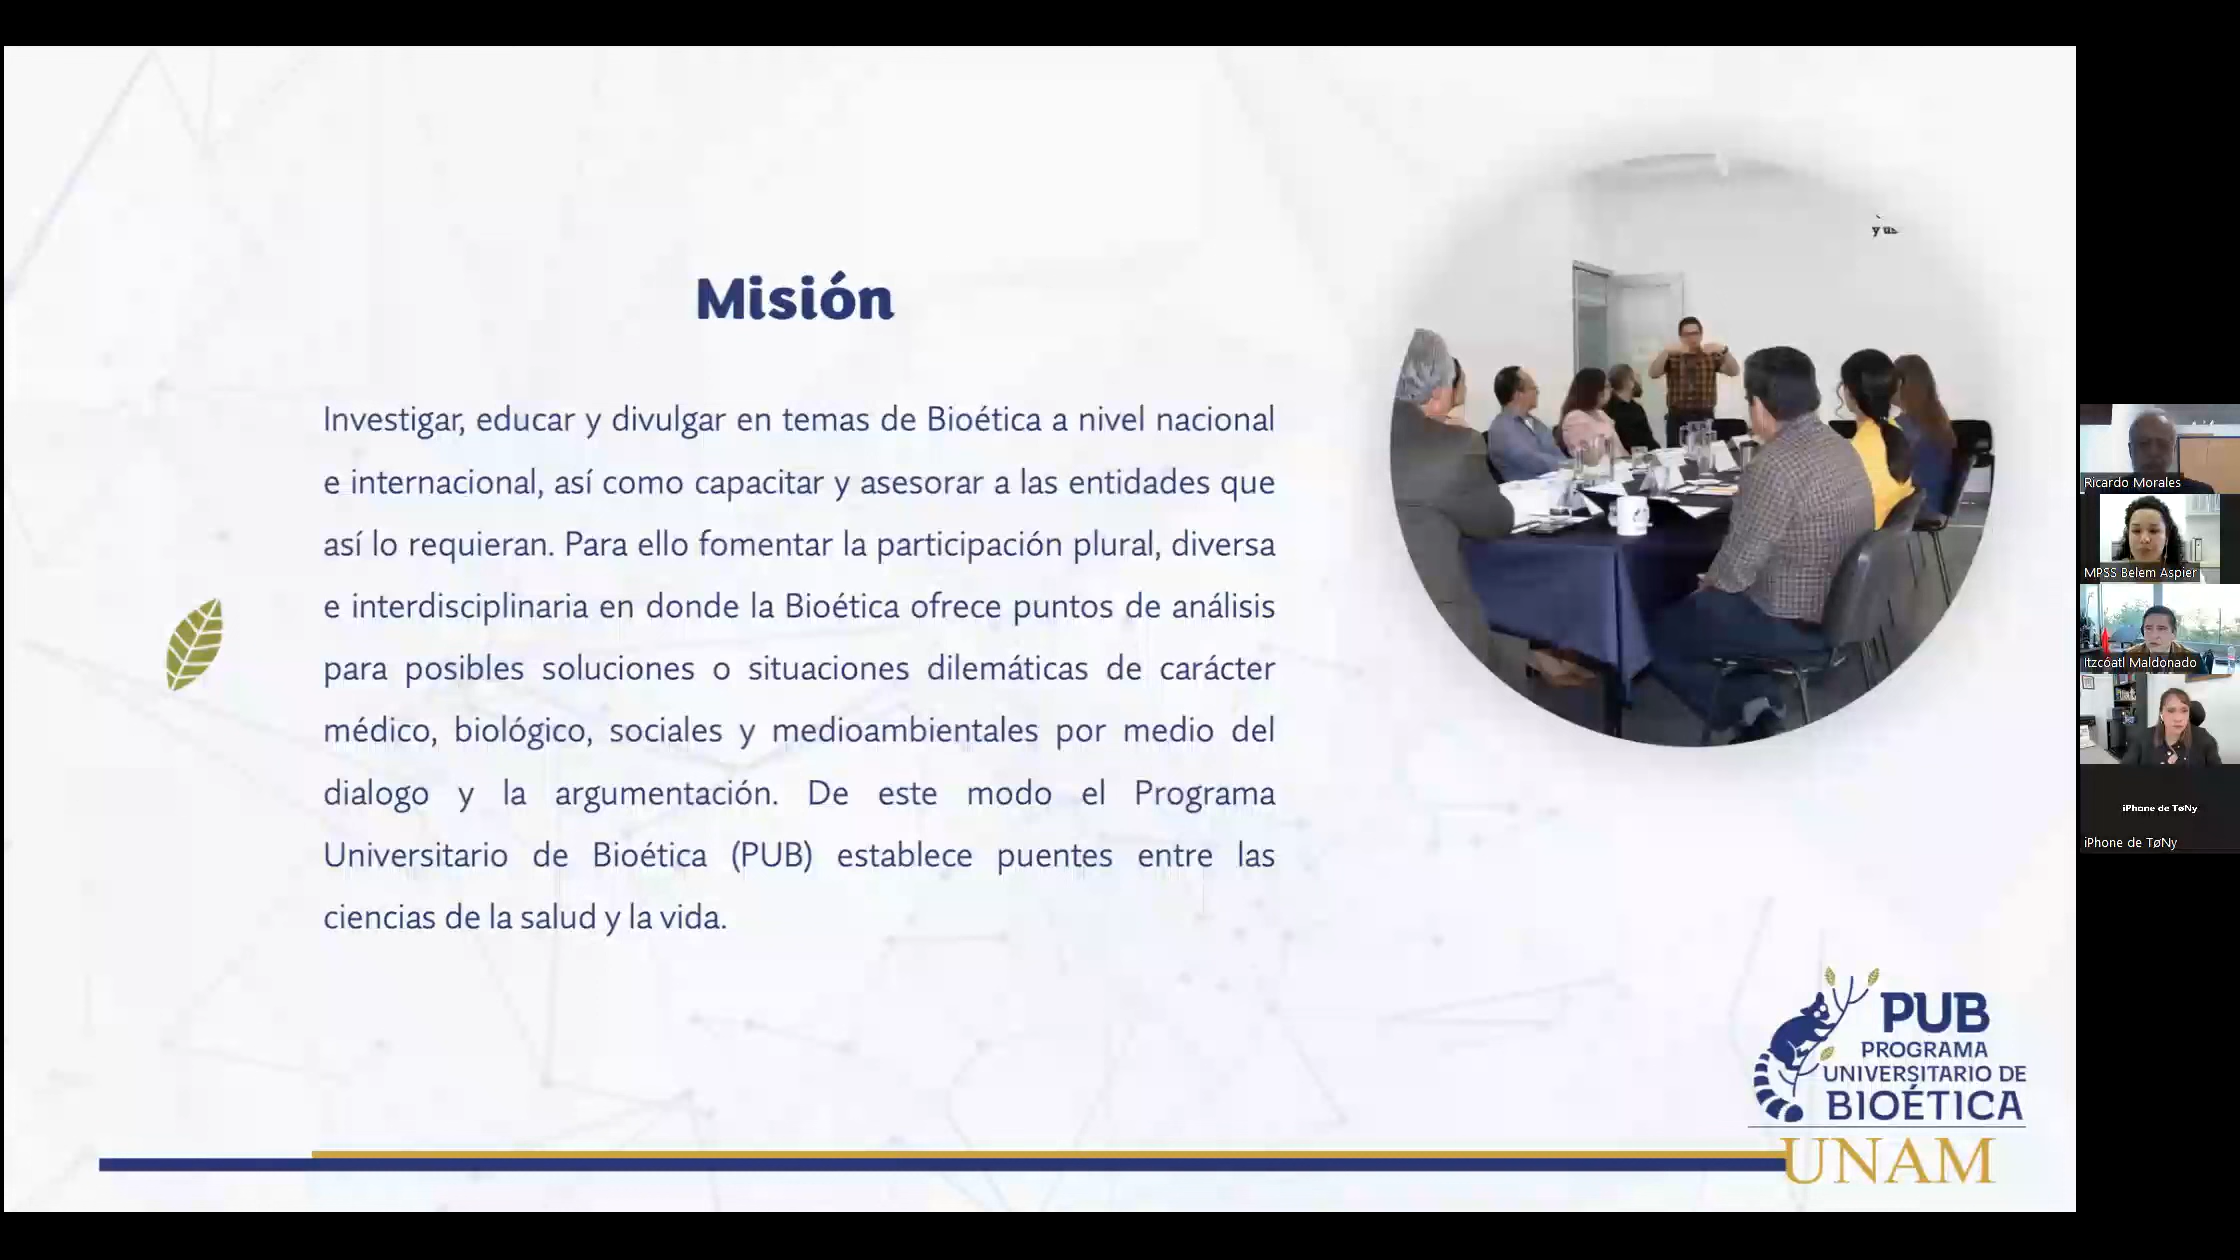 Misión
Investigar, educar y divulgar en temas de Bioética a nivel nacional
e internacional, así como capacitar y asesorar a las entidades que
así lo requieran. Para ello fomentar la participación plural, diversa
e interdisciplinaria en donde la Bioética ofrece puntos de análisis
para posibles soluciones o situaciones dilemáticas de carácter
médico, biológico, sociales y medioambientales por medio del
dialogo y la argumentación. De este modo el Programa
Universitario de Bioética (PUB) establece puentes entre las
ciencias de la salud y la vida.
PUB
PROGRAMA
UNIVERSITARIO DE
BIOÉTICA
UNAM
Ricardo Morales
MPSS Belem Aspier
Itzcóatl Maldonado
iPhone de TøNy
iPhone de TøNy